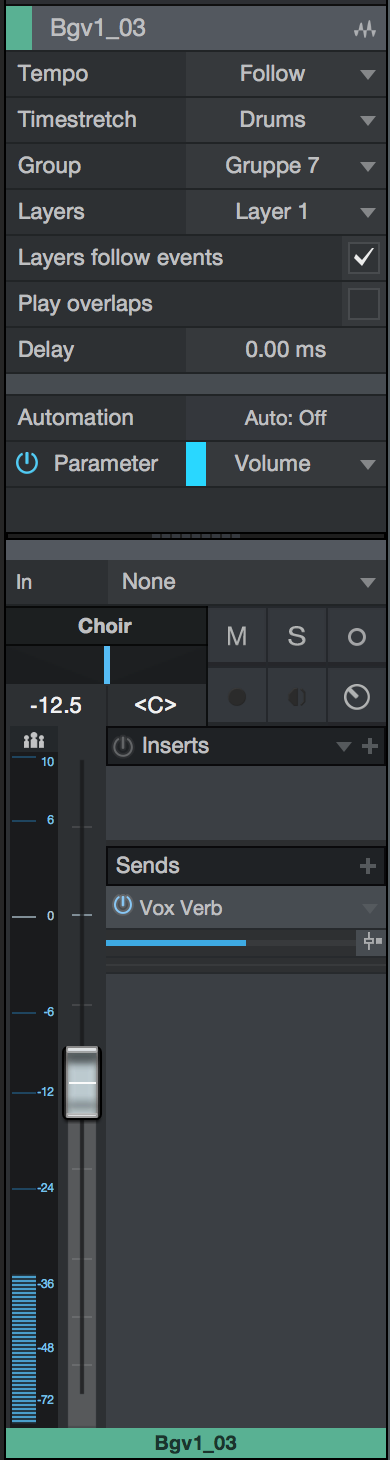 Bgv1_03
Tempo Follow
Timestretch Drums
Group Gruppe 7
Layers Layer 1
Layers follow events
Play overlaps
Delay 0.00 ms
Automation Auto: Off
Parameter Volume
In None
Choir M S
-12.5 <C>
Inserts
10
6
Sends
Vox Verb
0
-6
-12
-24
-36
-48
-72
Bgv1_03